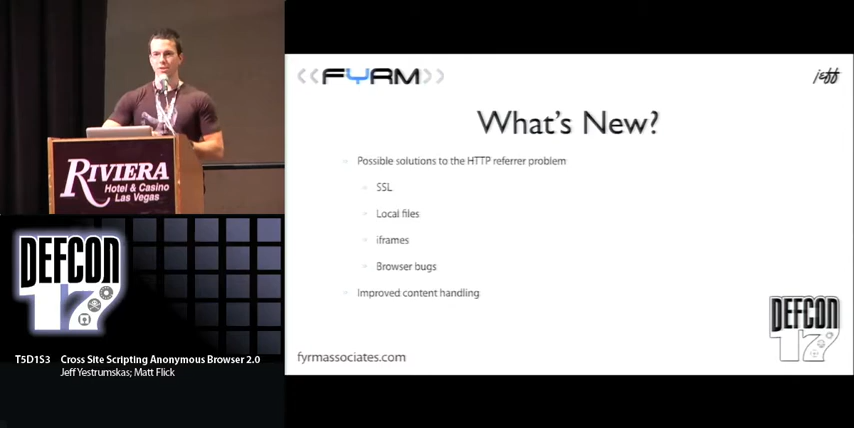 RIVIERA
Hotel & Casino
Las Vegas
DEFCON
17
T5D1S3 Cross Site Scripting Anonymous Browser 2.0
Jeff Yestrumskas; Matt Flick
((FYRM))
jeff
What's New?
Possible solutions to the HTTP referrer problem
SSL
Local files
iframes
Browser bugs
Improved content handling
fyrmassociates.com
DEFCON
17